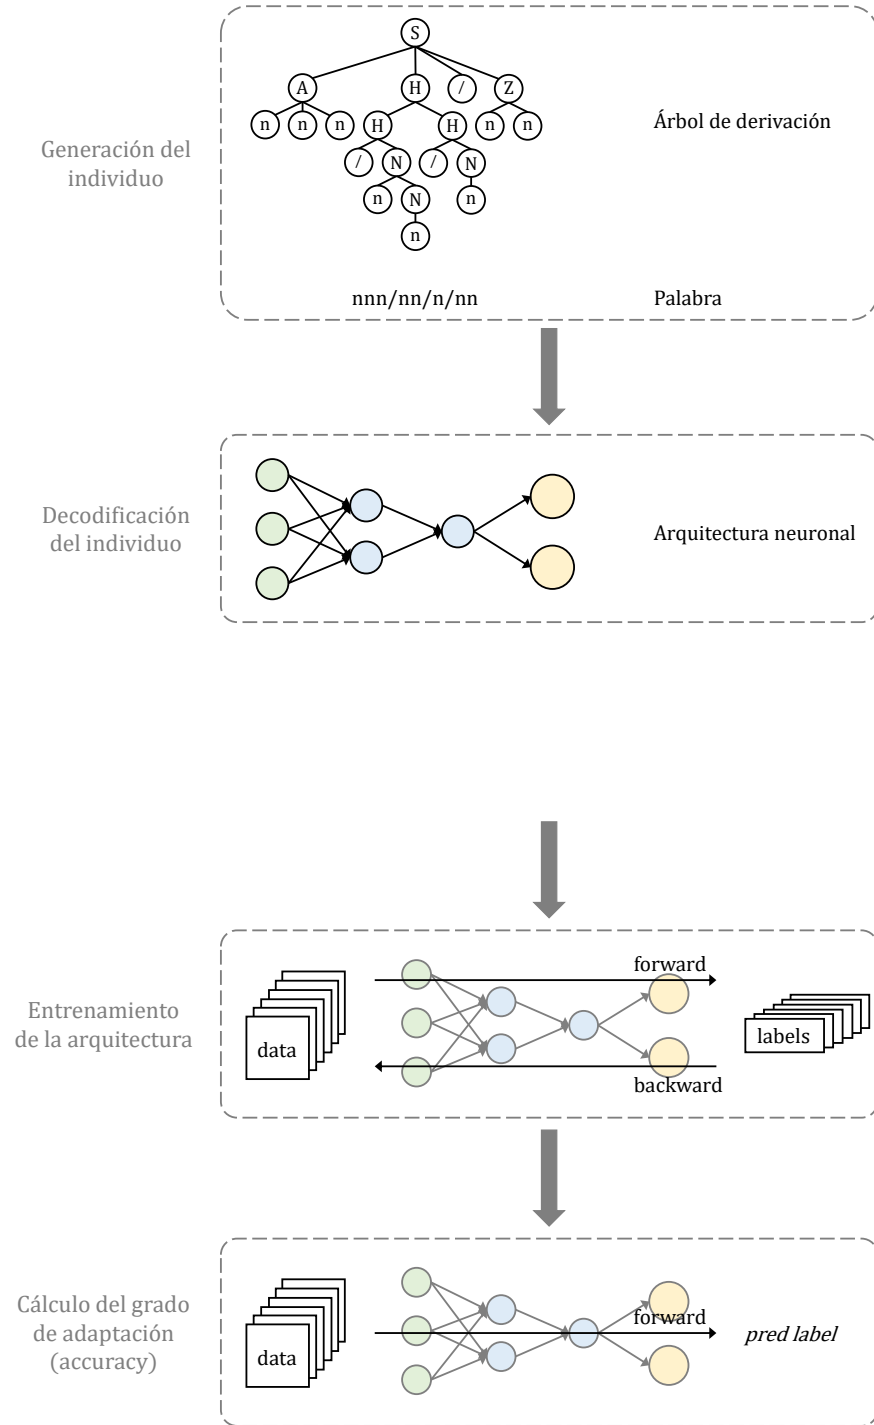 S
A H / Z
n n n H H n n
/ N / N
n N n
n
Generación del
individuo
Árbol de derivación
nnn/nn/n/nn
Palabra
Decodificación
del individuo
Arquitectura neuronal
Entrenamiento
de la arquitectura
data
forward
backward
labels
Cálculo del grado
de adaptación
(accuracy)
data
forward
pred label